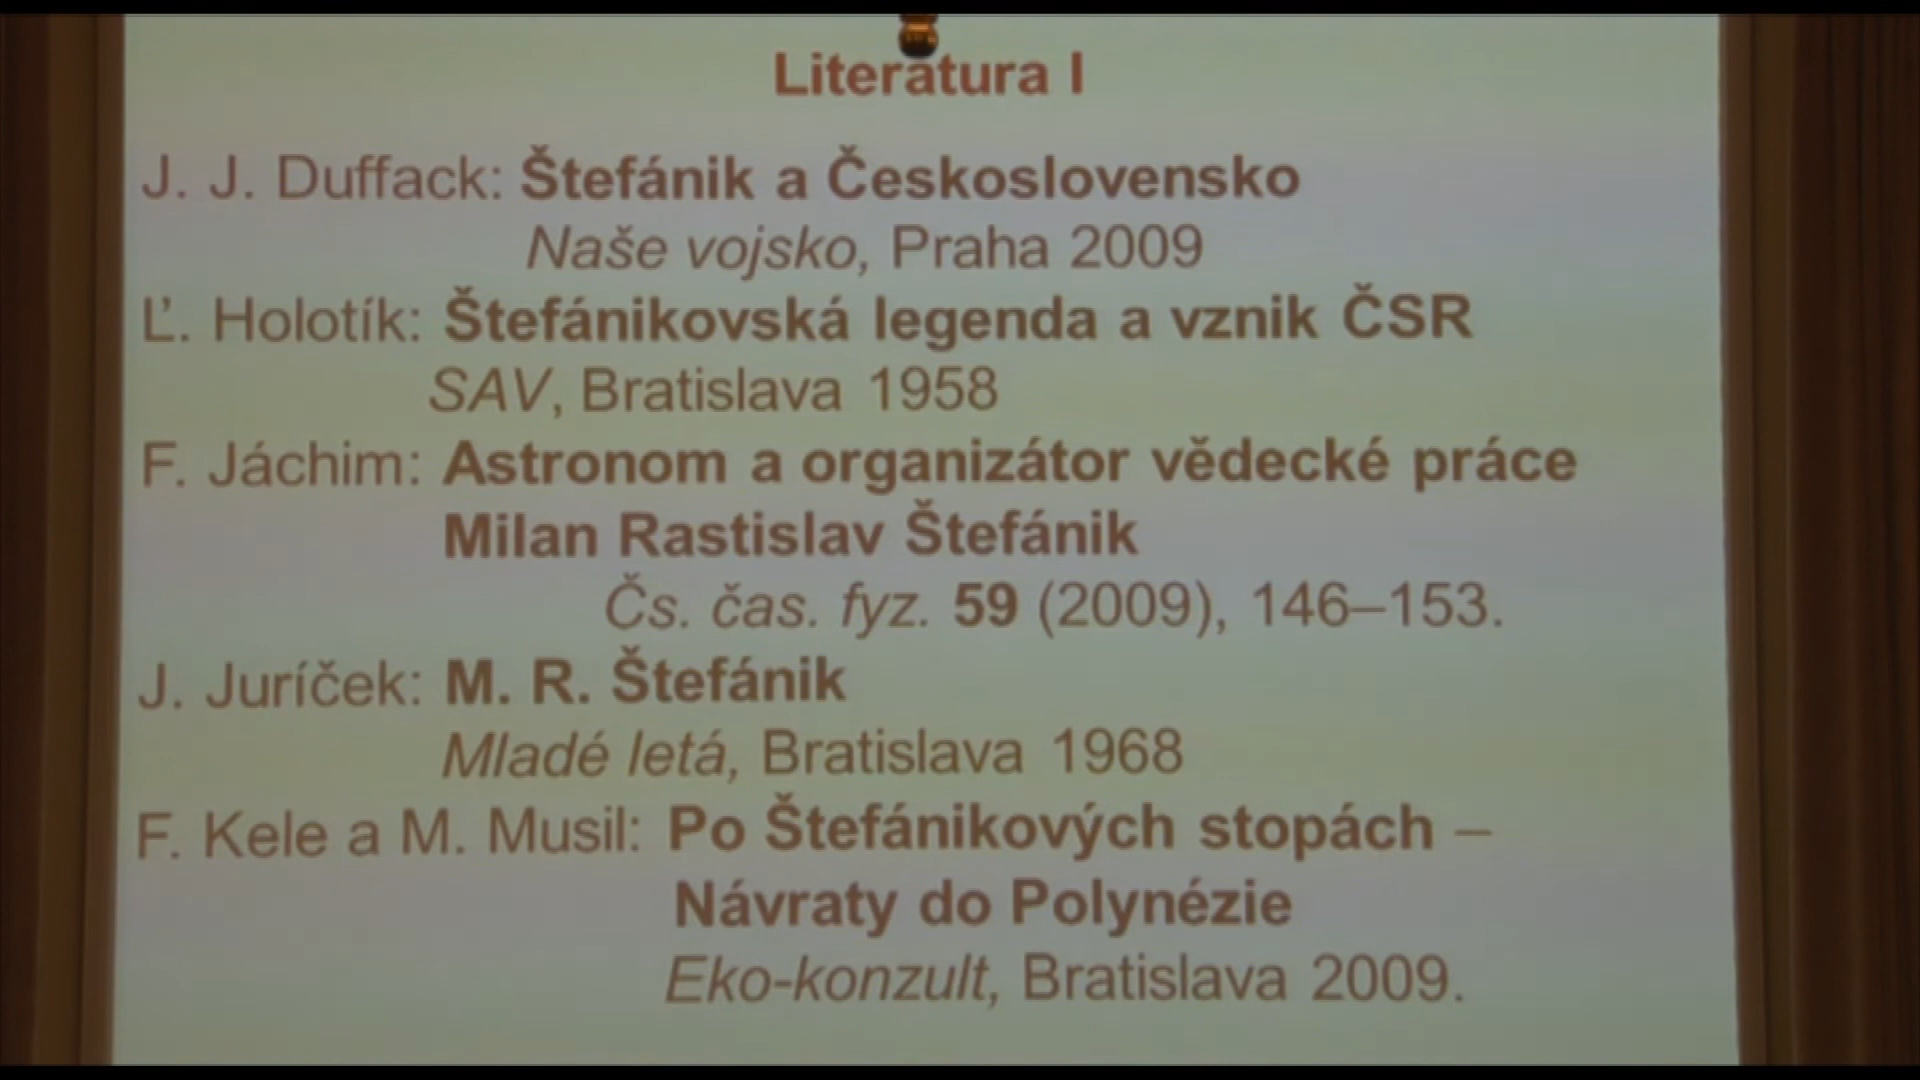 Literatura I
J. J. Duffack: Štefánik a Československo
Naše vojsko, Praha 2009
Ľ. Holotík: Štefánikovská legenda a vznik ČSR
SAV, Bratislava 1958
F. Jáchim: Astronom a organizátor vědecké práce
Milan Rastislav Štefánik
Čs. čas. fyz. 59 (2009), 146–153.
J. Juríček: M. R. Štefánik
Mladé letá, Bratislava 1968
F. Kele a M. Musil: Po Štefánikových stopách –
Návraty do Polynézie
Eko-konzult, Bratislava 2009.